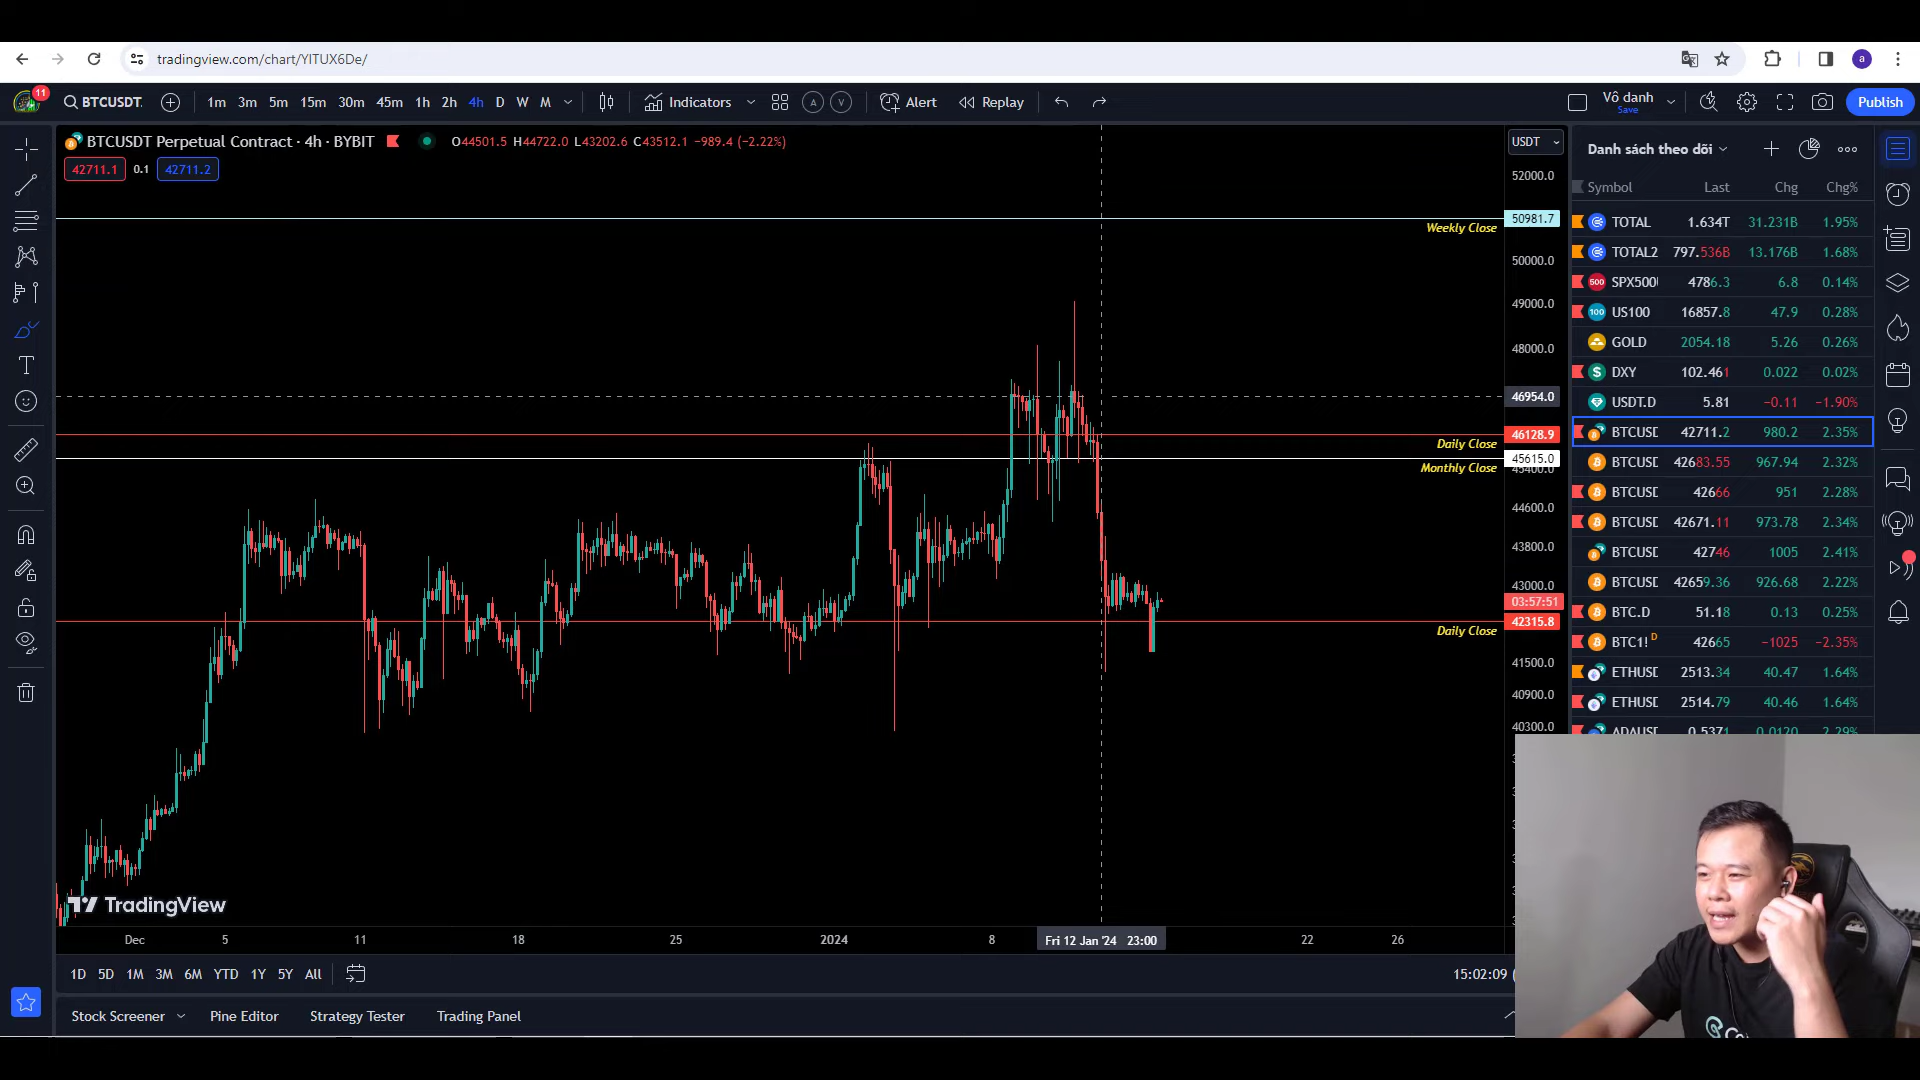 tradingview.com/chart/YITUX6De/
a
11
BTCUSDT.
1m 3m 5m 15m 30m 45m 1h 2h 4h D W M
Indicators
A V
Alert
Replay
Vô danh
Save
Publish
BTCUSDT Perpetual Contract · 4h · BYBIT
O44501.5 H44722.0 L43202.6 C43512.1 −989.4 (−2.22%)
42711.1 0.1 42711.2
USDT
52000.0
50981.7
Weekly Close
50000.0
49000.0
48000.0
46954.0
46128.9
Daily Close
45615.0
Monthly Close
44600.0
43800.0
43000.0
03:57:51
42315.8
Daily Close
41500.0
40900.0
40300.0
TradingView
Dec 5 11 18 25 2024 8 Fri 12 Jan '24 23:00 22 26
1D 5D 1M 3M 6M YTD 1Y 5Y All
15:02:09 (
Stock Screener Pine Editor Strategy Tester Trading Panel
Danh sách theo dõi
Symbol Last Chg Chg%
TOTAL 1.634T 31.231B 1.95%
TOTAL2 797.536B 13.176B 1.68%
500 SPX500 4786.3 6.8 0.14%
100 US100 16857.8 47.9 0.28%
GOLD 2054.18 5.26 0.26%
DXY 102.461 0.022 0.02%
USDT.D 5.81 −0.11 −1.90%
BTCUSD 42711.2 980.2 2.35%
BTCUSD 42683.55 967.94 2.32%
BTCUSD 42666 951 2.28%
BTCUSD 42671.11 973.78 2.34%
BTCUSD 42746 1005 2.41%
BTCUSD 42659.36 926.68 2.22%
BTC.D 51.18 0.13 0.25%
BTC1! D 42665 −1025 −2.35%
ETHUSD 2513.34 40.47 1.64%
ETHUSD 2514.79 40.46 1.64%